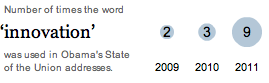 Number of times the word
‘innovation’
was used in Obama's State
of the Union addresses.
2 3 9
2009 2010 2011